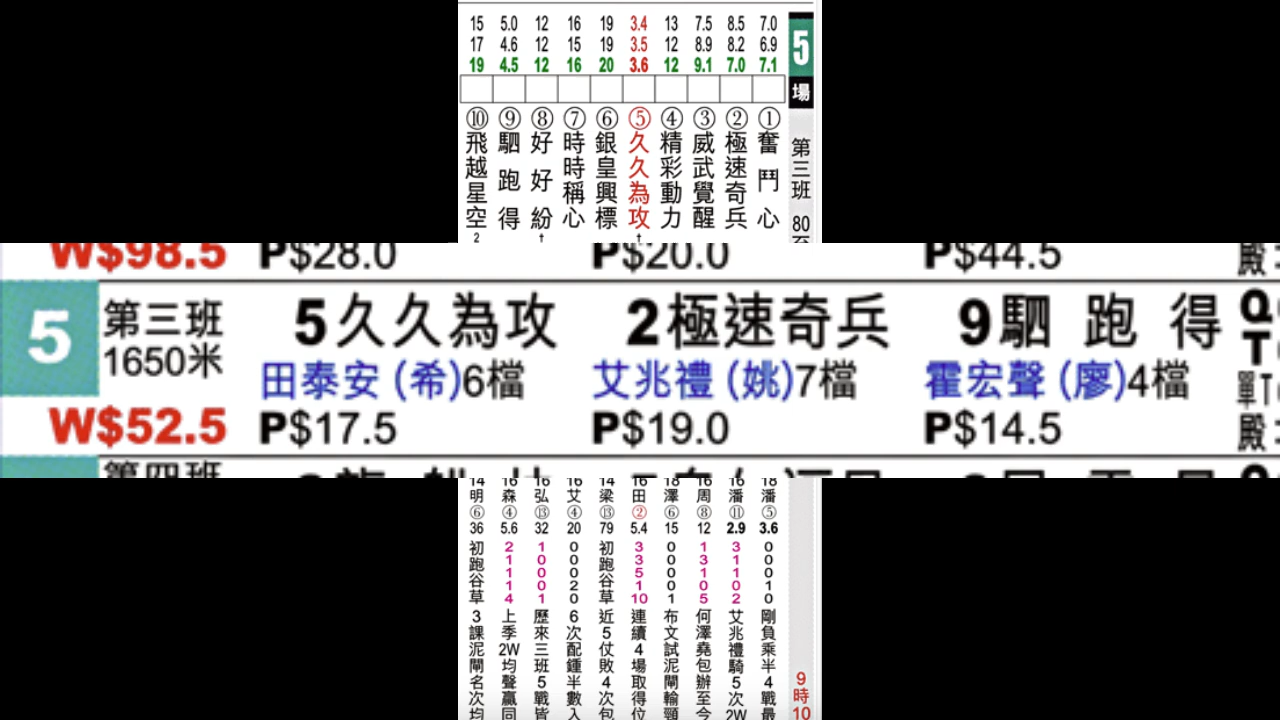 15 5.0 12 16 19 3.4 13 7.5 8.5 7.0
17 4.6 12 15 19 3.5 12 8.9 8.2 6.9
19 4.5 12 16 20 3.6 12 9.1 7.0 7.1
5場
第三班 80
①奮鬥心
②極速奇兵
③威武覺醒
④精彩動力
⑤久久為攻
⑥銀皇興標
⑦時時稱心
⑧好好紛
⑨駟跑得
⑩飛越星空
W$98.5 P$28.0 P$20.0 P$44.5
5 第三班 5久久為攻 2極速奇兵 9駟跑得
1650米 田泰安 (希)6檔 艾兆禮 (姚)7檔 霍宏聲 (廖)4檔
W$52.5 P$17.5 P$19.0 P$14.5
14 16 16 16 14 16 18 16 16 18
明 森 弘 艾 梁 田 澤 周 潘 潘
⑥ ④ ⑬ ④ ⑬ ② ⑥ ⑧ ⑪ ⑤
36 5.6 32 20 79 5.4 15 12 2.9 3.6
00010 剛負乘半4戰最
31102 艾兆禮騎5次2W
13105 何澤堯包辦至今
00001 布文試泥閘輪頸
335110 連續4場取得位
初跑谷草 近5仗敗4次包
00020 6次配鍾半數入
10001 歷來三班5戰皆
21114 上季2W均聲贏同
初跑谷草 3課泥閘名次均
9時10